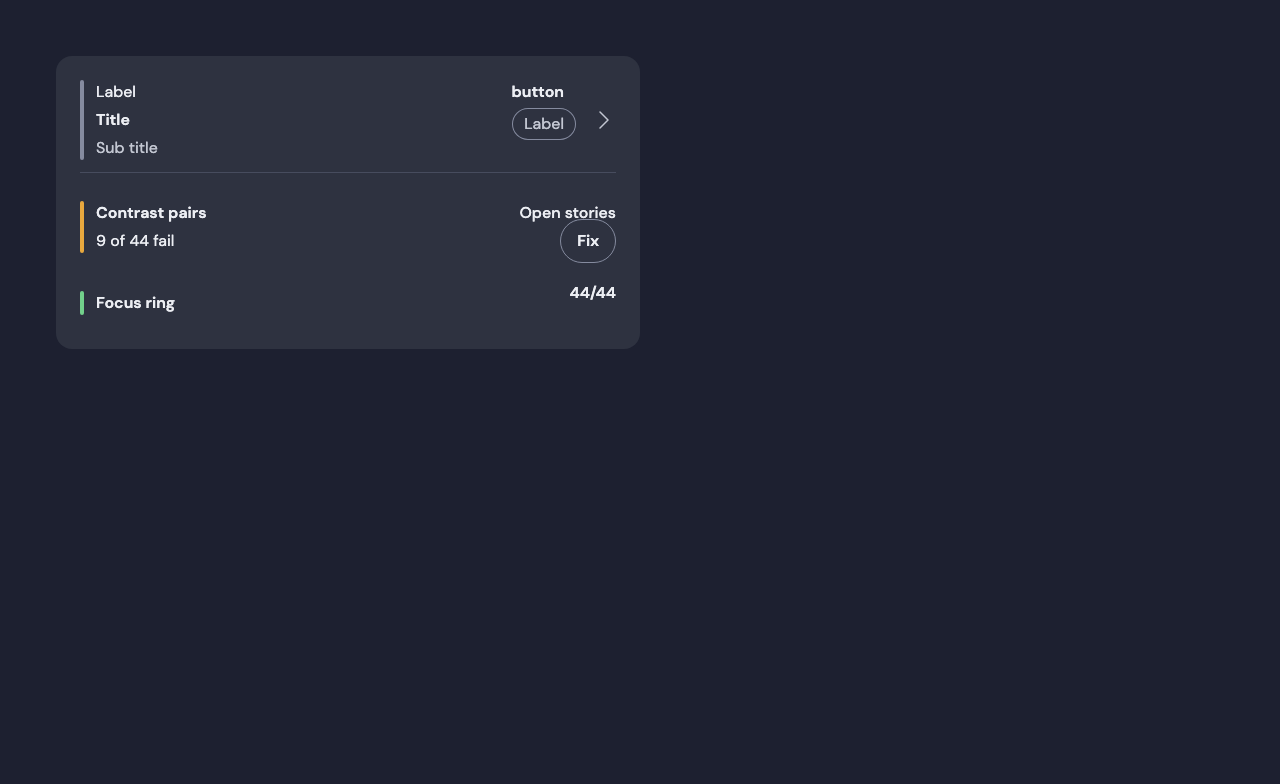 Label
Title
Sub title
button
Label
Contrast pairs
9 of 44 fail
Open stories
Fix
Focus ring
44/44